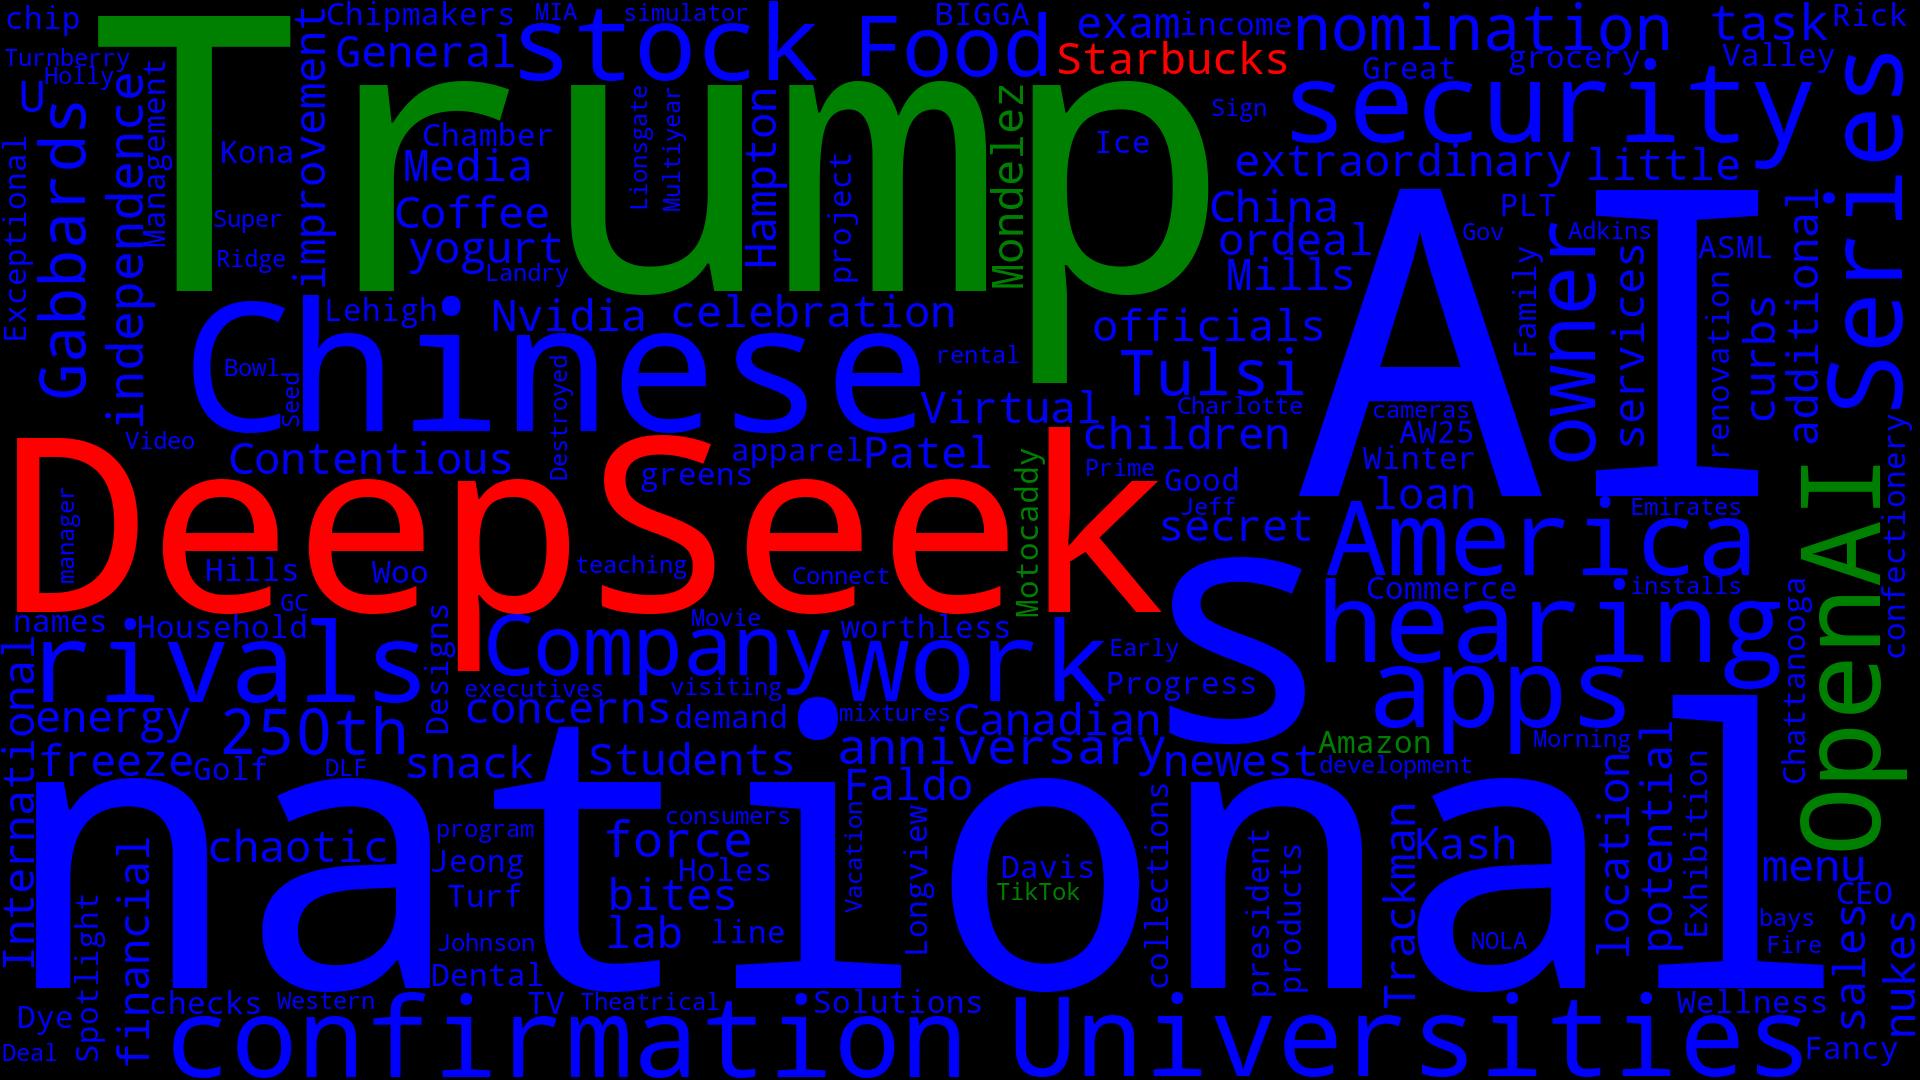 chip
Trump
Chipmakers
MIA
simulator
BIGGA
exam
income
nomination
task
Rick
Turnberry
Holly
General
stock
Food
Starbucks
Great
grocery
Valley
U
Gabbards
independence
Management
improvement
Exceptional
Kona
Super
Ridge
Chamber
Media
Coffee
yogurt
Landry
Lionsgate
Multiyear
Hampton
project
Mondelez
Ice
Sign
security
extraordinary
little
Series
China
ordeal
Mills
PLT
Gov
Adkins
ASML
AI
owner
Family
services
renovation
curbs
additional
Chinese
Lehigh
Nvidia
celebration
officials
rental
Tulsi
Bowl
Seed
Destroyed
Virtual
Charlotte
cameras
AW25
Winter
loan
children
Video
Contentious
greens
apparel
Patel
Prime
Good
Jeff
secret
DeepSeek
manager
Hills
Woo
GC
teaching
Connect
Motocaddy
America
Emirates
Commerce
installs
hearing
s
OpenAI
confectionery
Chattanooga
names
Household
rivals
Designs
Company
Movie
worthless
work
Early
Progress
apps
International
energy
250th
freeze
Golf
DLF
executives
visiting
concerns
demand
mixtures
Canadian
snack
Students
anniversary
newest
Amazon
development
Morning
national
Faldo
chaotic
program
consumers
force
Jeong
Holes
Turf
bites
Vacation
Longview
Davis
TikTok
collections
president
products
Trackman
Kash
location
potential
Exhibition
menu
CEO
NOLA
bays
Fire
sales
nukes
Spotlight
financial
Johnson
lab
line
Dental
Dye
Deal
checks
Western
TV
Theatrical
Solutions
confirmation
Universities
Wellness
Fancy